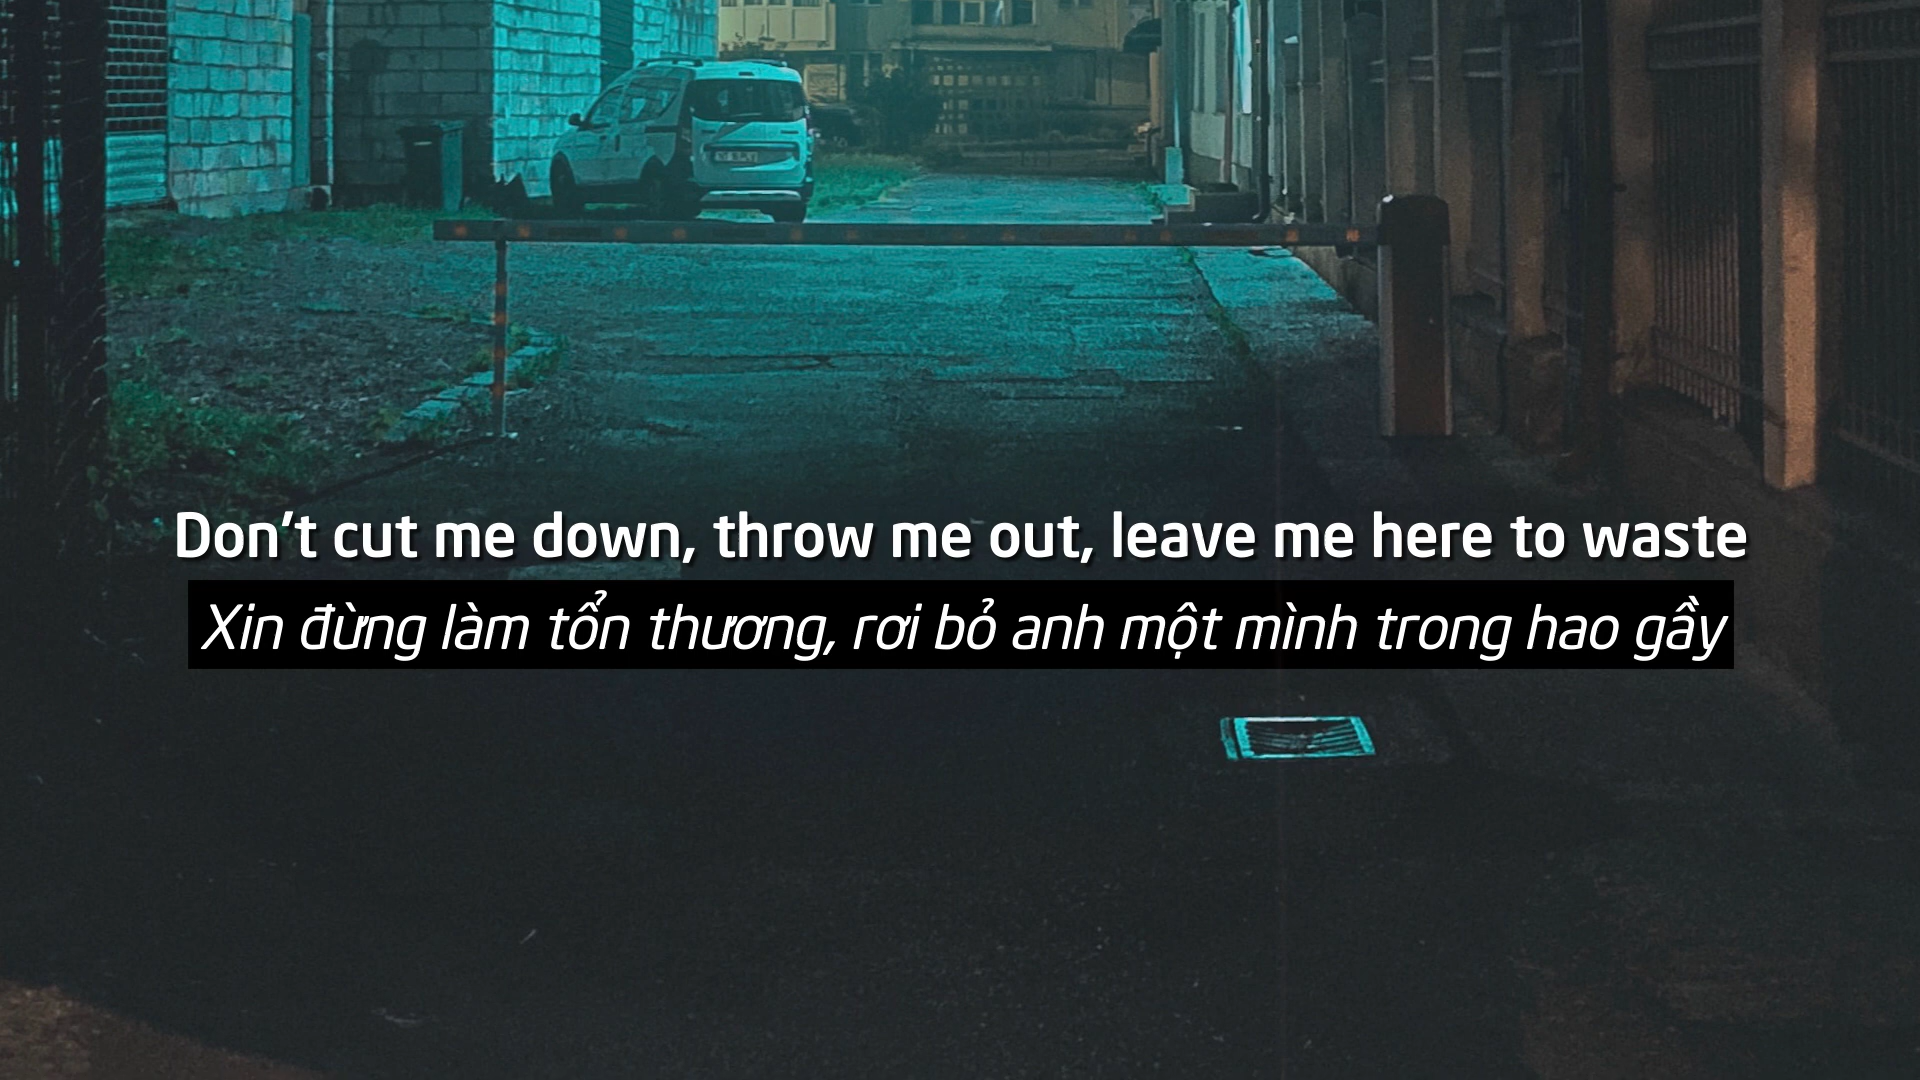 Don't cut me down, throw me out, leave me here to waste
Xin đừng làm tổn thương, rơi bỏ anh một mình trong hao gầy